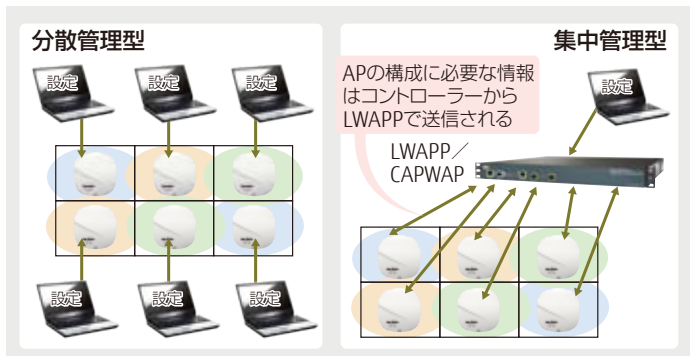 分散管理型
設定
設定
設定
設定
設定
設定
集中管理型
設定
APの構成に必要な情報
はコントローラーから
LWAPPで送信される
LWAPP／
CAPWAP